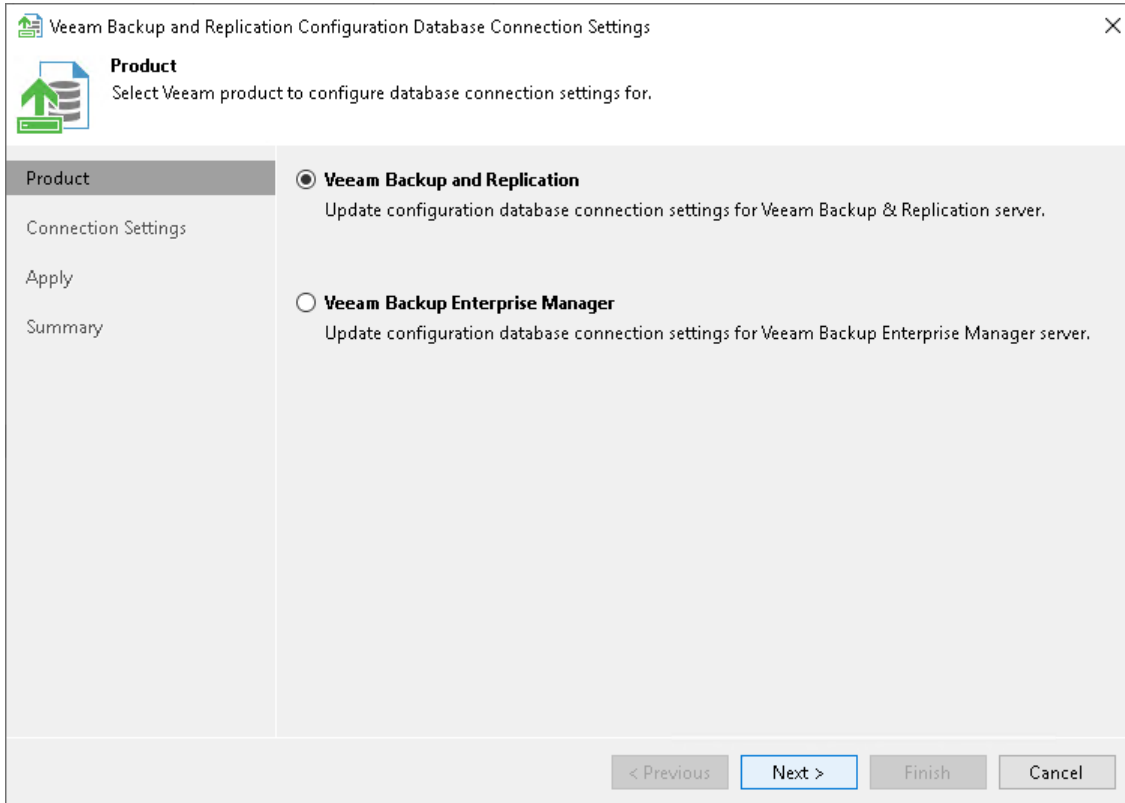 Veeam Backup and Replication Configuration Database Connection Settings
Product
Select Veeam product to configure database connection settings for.
Product
Connection Settings
Apply
Summary
Veeam Backup and Replication
Update configuration database connection settings for Veeam Backup & Replication server.
Veeam Backup Enterprise Manager
Update configuration database connection settings for Veeam Backup Enterprise Manager server.
< Previous
Next >
Finish
Cancel